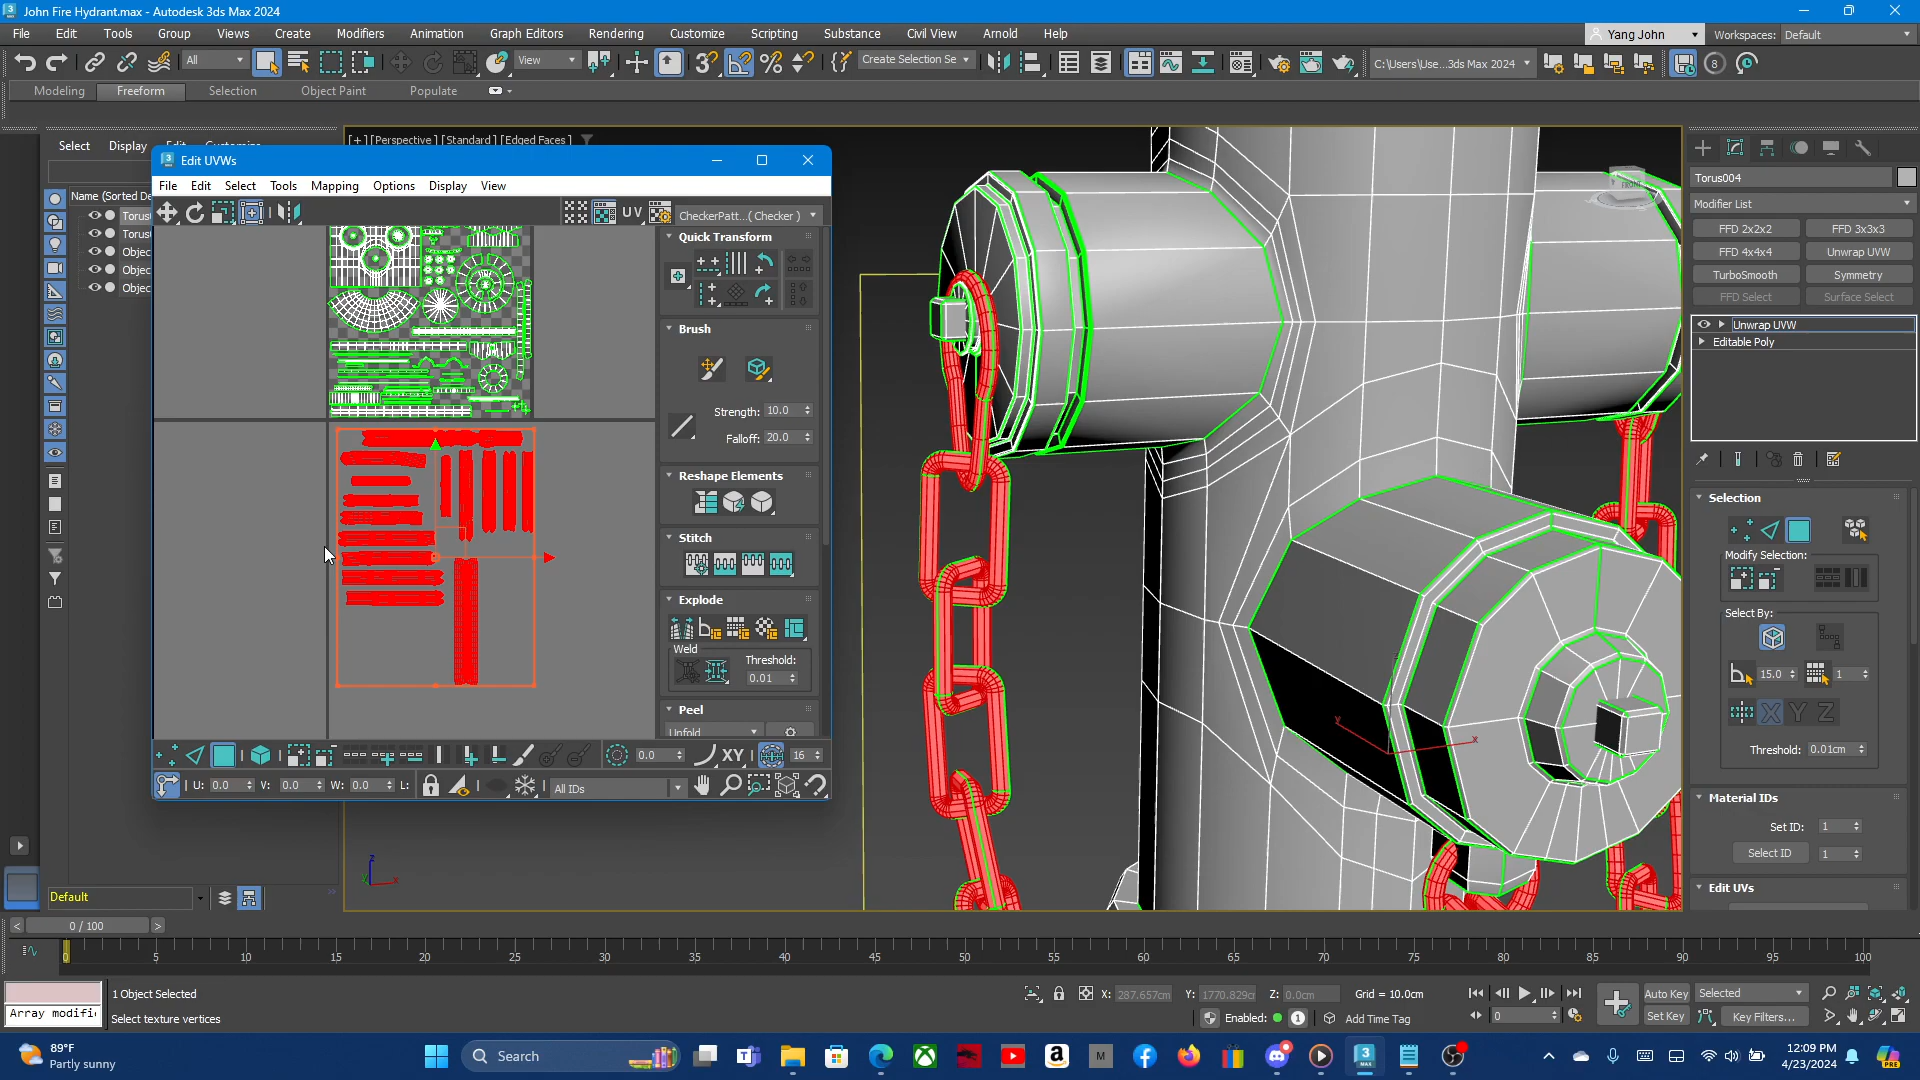 John Fire Hydrant.max - Autodesk 3ds Max 2024
File Edit Tools Group Views Create Modifiers Animation Graph Editors Rendering Customize Scripting Substance Civil View Arnold Help
Yang John Workspaces: Default
All View Create Selection Se C:\Users\Use...3ds Max 2024
Modeling Freeform Selection Object Paint Populate
[+] [Perspective ] [Standard ] [Edged Faces ]
Select Display Edit Customize
Name (Sorted De
Torus
Torus
Objec
Objec
Objec
Edit UVWs
File Edit Select Tools Mapping Options Display View
UV CheckerPatt...( Checker )
Quick Transform
Brush
Strength: 10.0
Falloff: 20.0
Reshape Elements
Stitch
Explode
Weld
Threshold:
0.01
Peel
Unfold
0.0 XY 16
U: 0.0 V: 0.0 W: 0.0 L: All IDs
Torus004
Modifier List
FFD 2x2x2 FFD 3x3x3
FFD 4x4x4 Unwrap UVW
TurboSmooth Symmetry
FFD Select Surface Select
Unwrap UVW
Editable Poly
Selection
Modify Selection:
Select By:
15.0 1
X Y Z
Threshold: 0.01cm
Material IDs
Set ID: 1
Select ID 1
Edit UVs
y x
z x
Default
0 / 100
0 5 10 15 20 25 30 35 40 45 50 55 60 65 70 75 80 85 90 95 100
Array modifi
1 Object Selected
Select texture vertices
X: 287.657cm Y: 1770.829c Z: 0.0cm Grid = 10.0cm
Enabled: 1 Add Time Tag
0
Auto Key Selected
Set Key Key Filters...
89°F
Partly sunny
Search
12:09 PM
4/23/2024